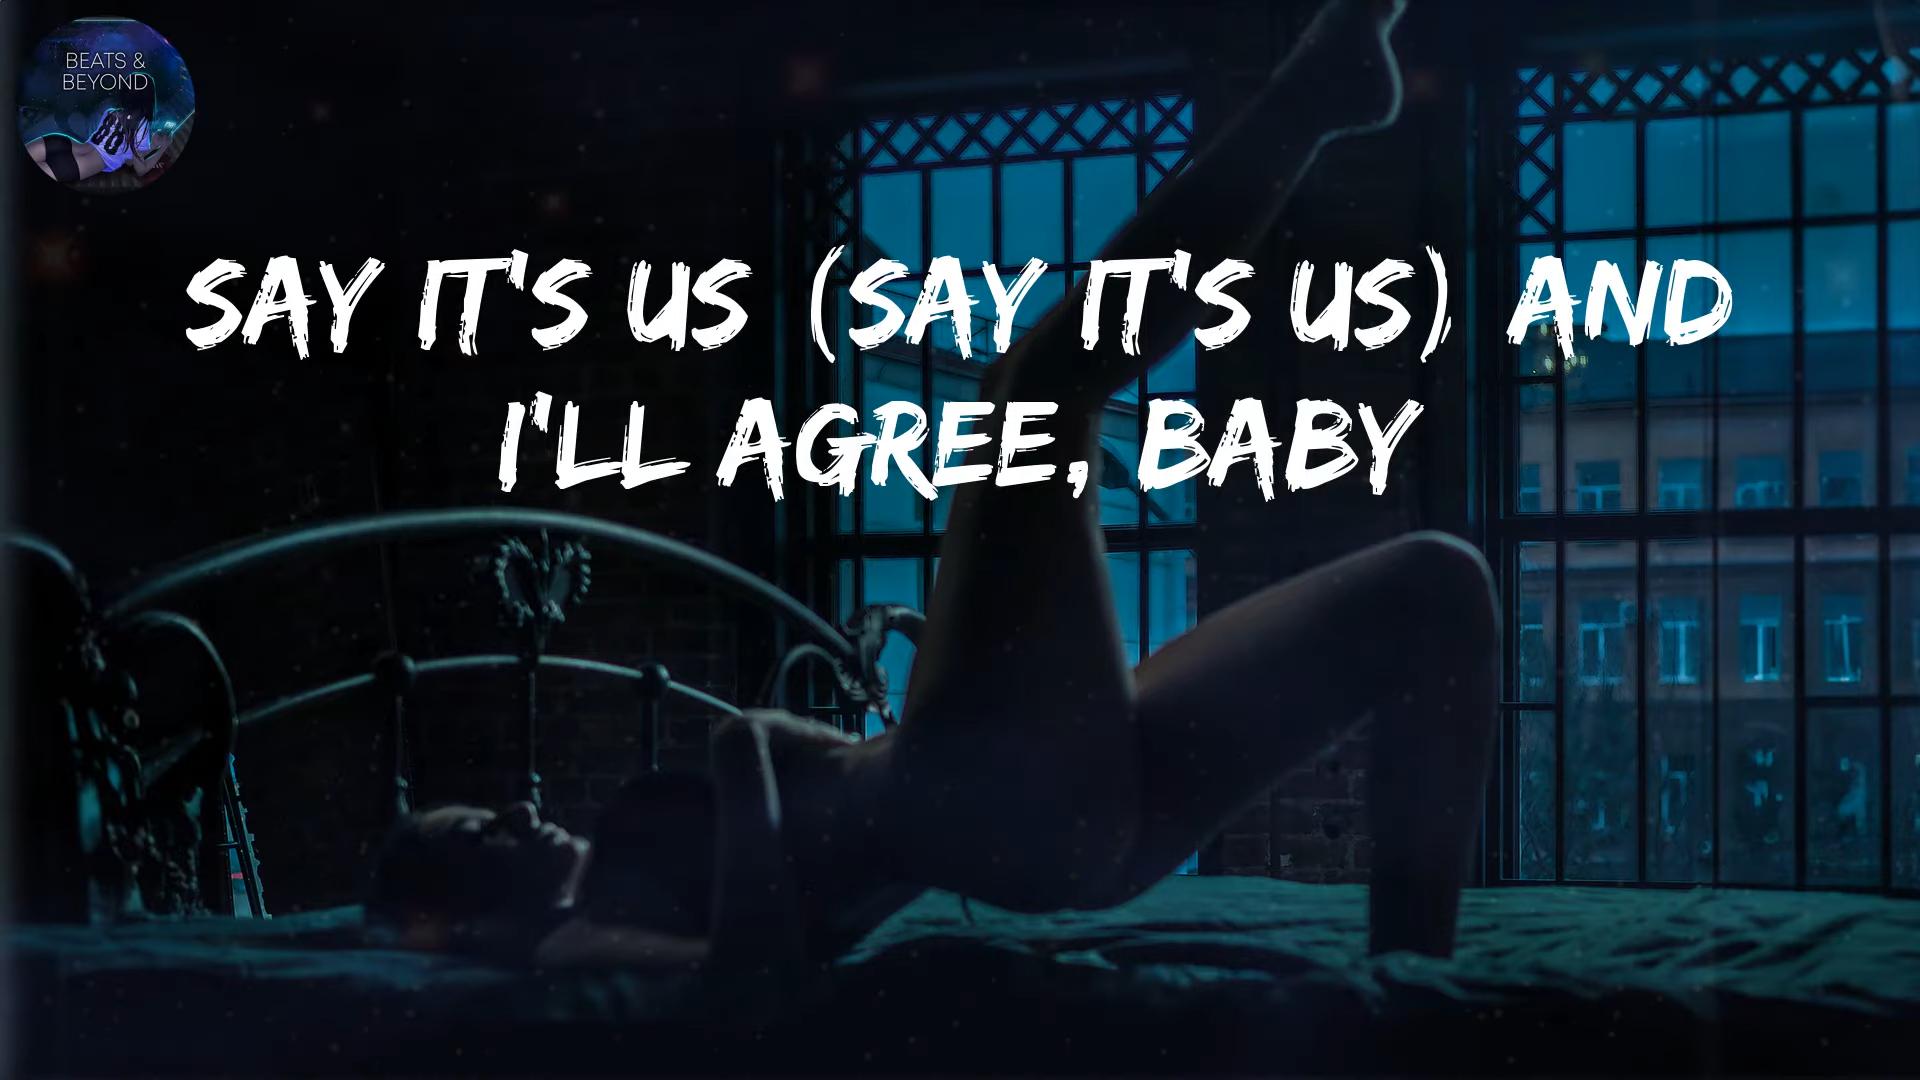 BEATS &
BEYOND
SAY IT'S US (SAY IT'S US) AND
I'LL AGREE, BABY